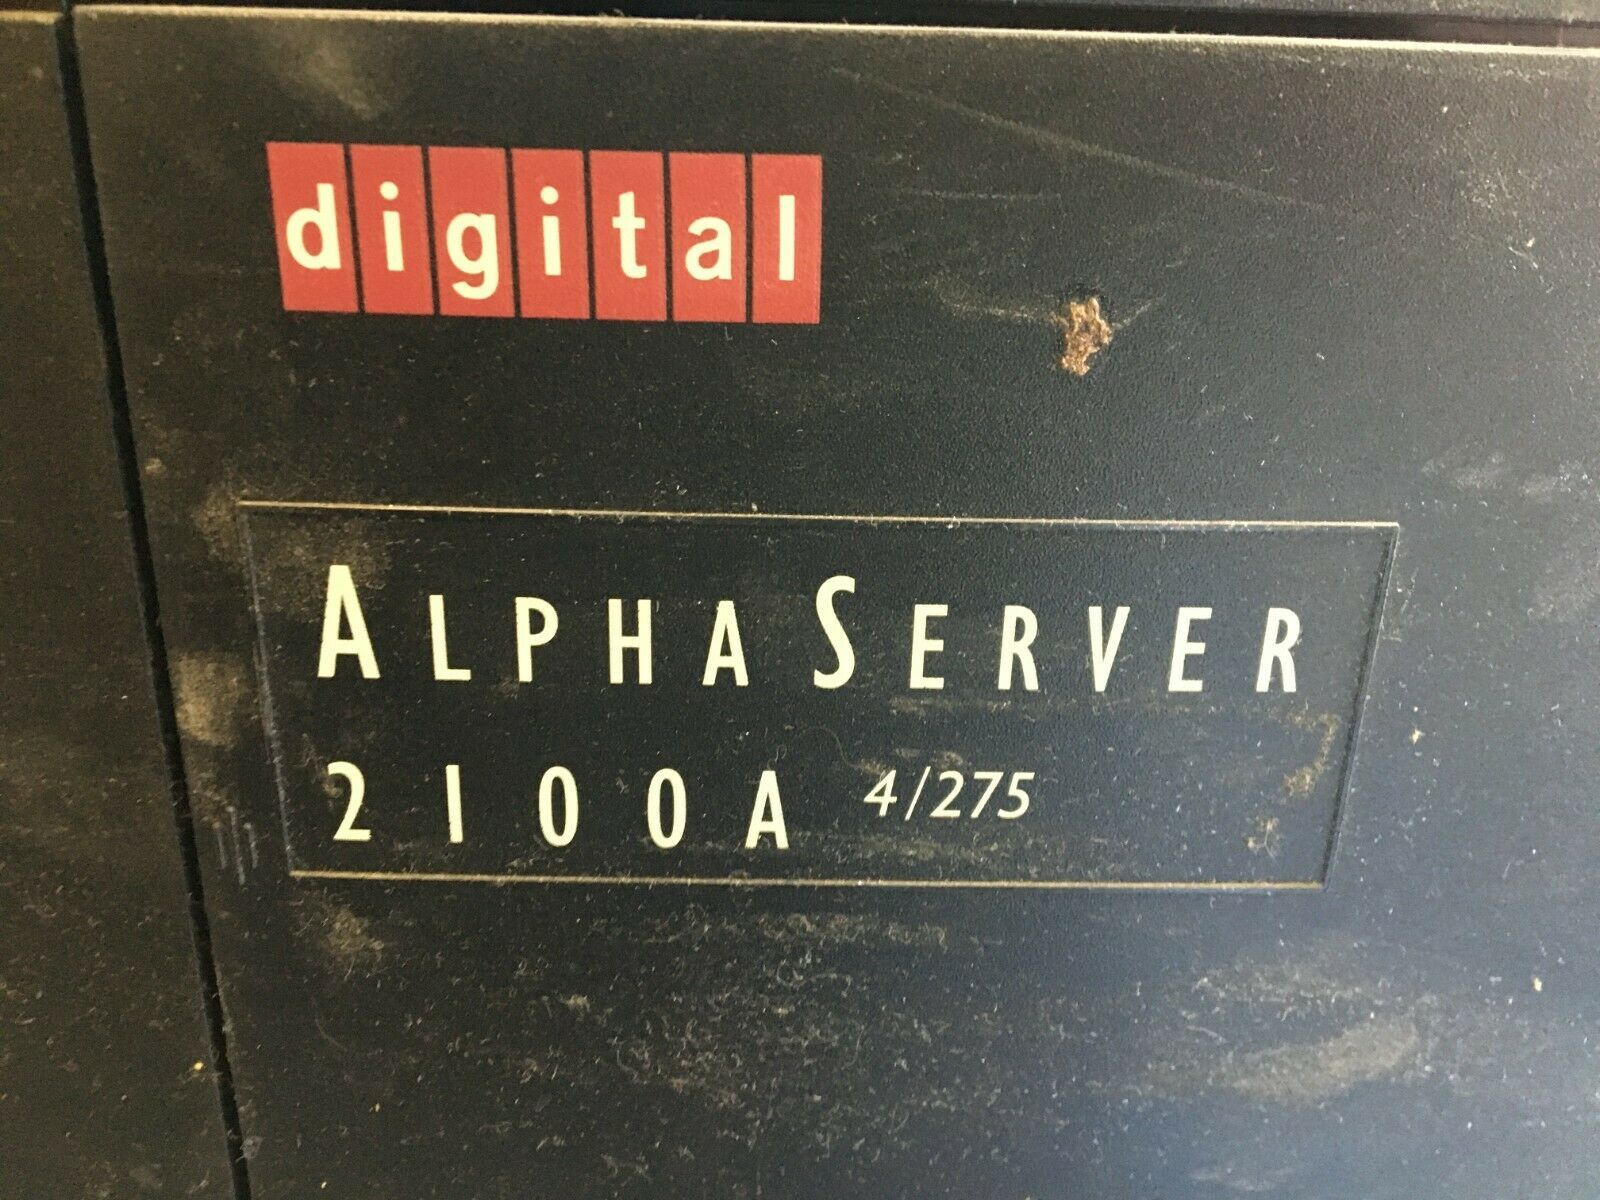 digital
ALPHASERVER
2100A 4/275